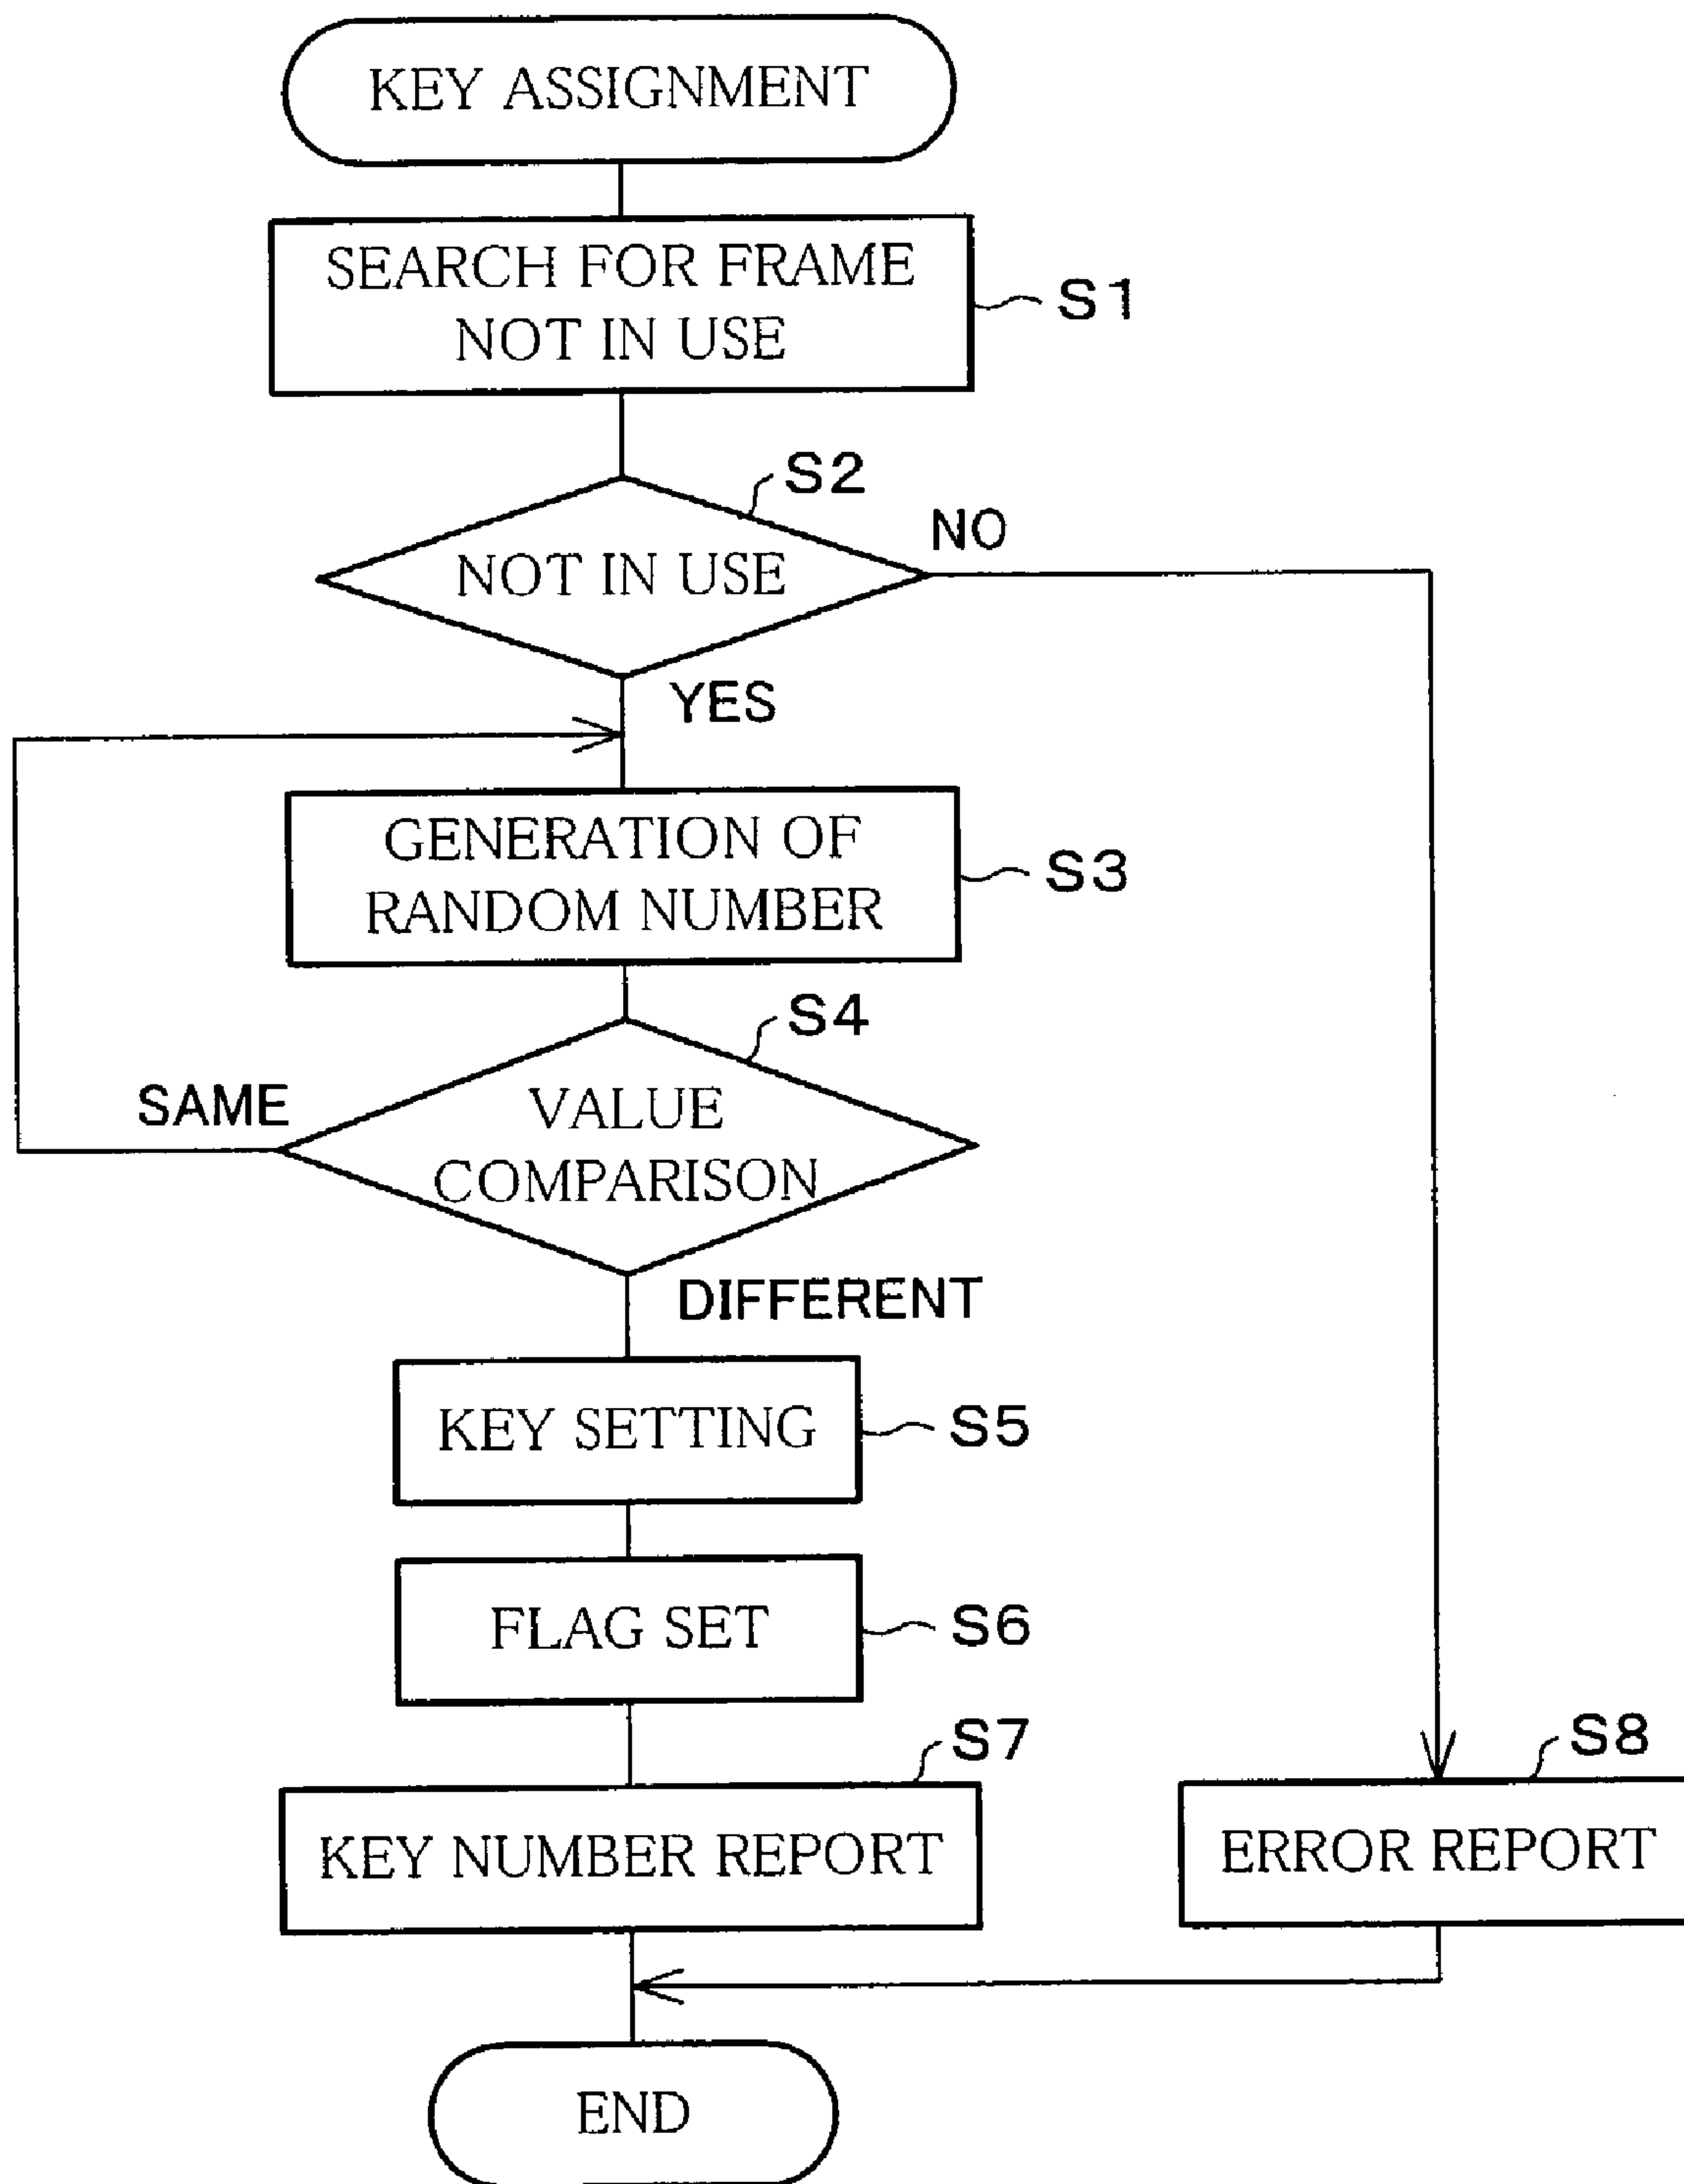 KEY ASSIGNMENT
SEARCH FOR FRAME
NOT IN USE
S1
S2
NOT IN USE
NO
YES
GENERATION OF
RANDOM NUMBER
S3
S4
SAME
VALUE
COMPARISON
DIFFERENT
KEY SETTING
S5
FLAG SET
S6
S7
KEY NUMBER REPORT
S8
ERROR REPORT
END